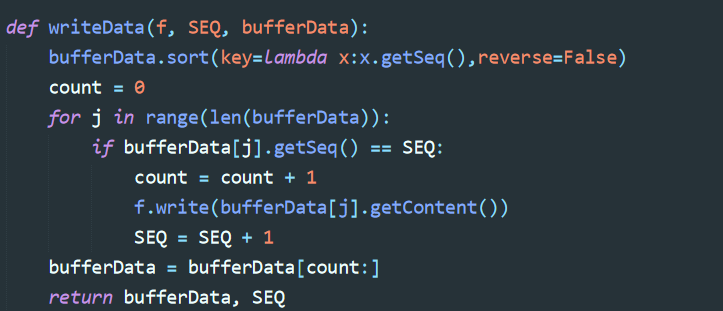 def writeData(f, SEQ, bufferData):
    bufferData.sort(key=lambda x:x.getSeq(),reverse=False)
    count = 0
    for j in range(len(bufferData)):
        if bufferData[j].getSeq() == SEQ:
            count = count + 1
            f.write(bufferData[j].getContent())
            SEQ = SEQ + 1
    bufferData = bufferData[count:]
    return bufferData, SEQ